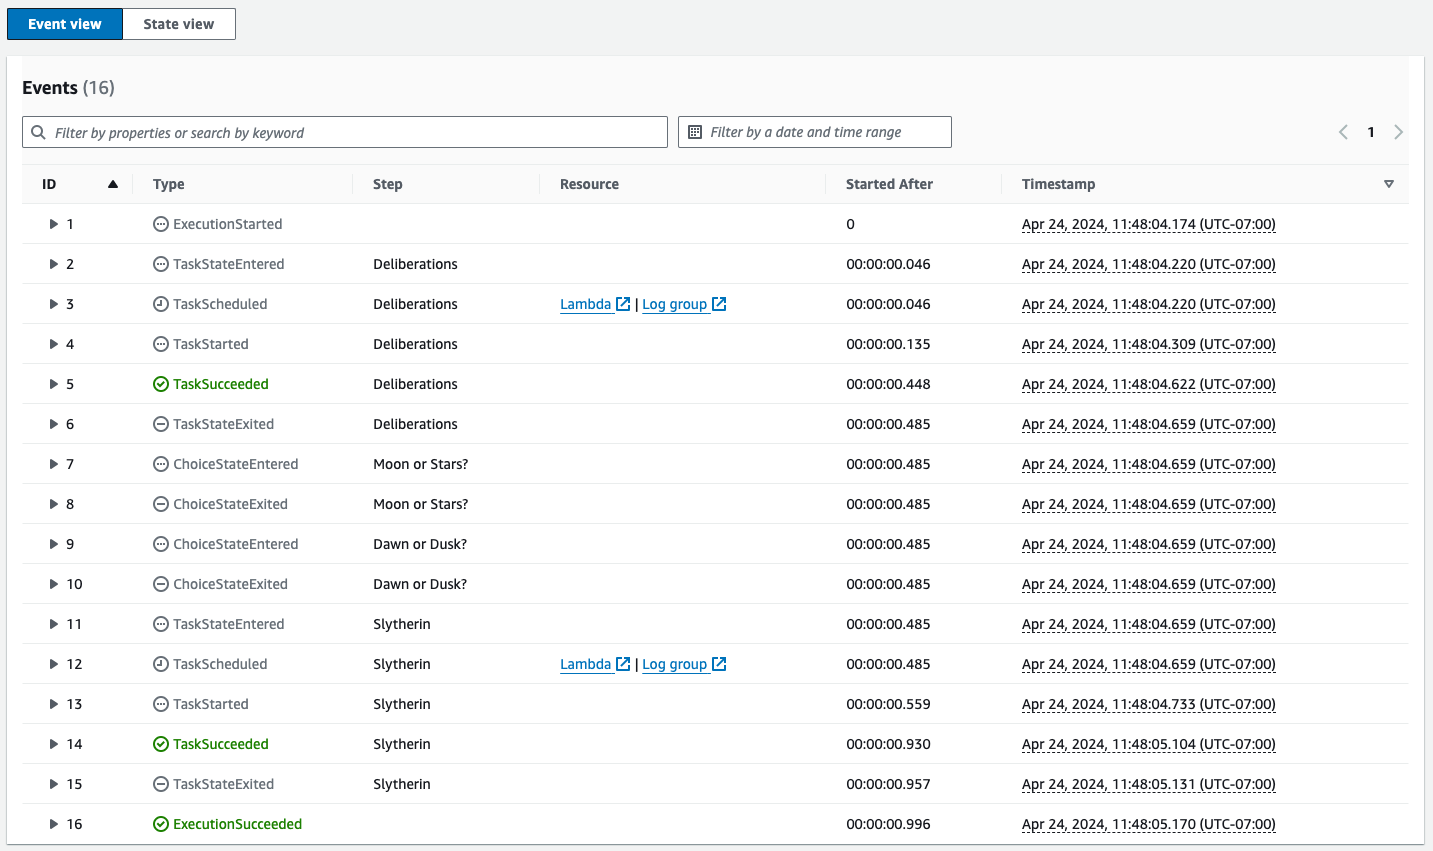 Event view State view
Events (16)
Filter by properties or search by keyword Filter by a date and time range 1
ID Type Step Resource Started After Timestamp
1 ExecutionStarted 0 Apr 24, 2024, 11:48:04.174 (UTC-07:00)
2 TaskStateEntered Deliberations 00:00:00.046 Apr 24, 2024, 11:48:04.220 (UTC-07:00)
3 TaskScheduled Deliberations Lambda | Log group 00:00:00.046 Apr 24, 2024, 11:48:04.220 (UTC-07:00)
4 TaskStarted Deliberations 00:00:00.135 Apr 24, 2024, 11:48:04.309 (UTC-07:00)
5 TaskSucceeded Deliberations 00:00:00.448 Apr 24, 2024, 11:48:04.622 (UTC-07:00)
6 TaskStateExited Deliberations 00:00:00.485 Apr 24, 2024, 11:48:04.659 (UTC-07:00)
7 ChoiceStateEntered Moon or Stars? 00:00:00.485 Apr 24, 2024, 11:48:04.659 (UTC-07:00)
8 ChoiceStateExited Moon or Stars? 00:00:00.485 Apr 24, 2024, 11:48:04.659 (UTC-07:00)
9 ChoiceStateEntered Dawn or Dusk? 00:00:00.485 Apr 24, 2024, 11:48:04.659 (UTC-07:00)
10 ChoiceStateExited Dawn or Dusk? 00:00:00.485 Apr 24, 2024, 11:48:04.659 (UTC-07:00)
11 TaskStateEntered Slytherin 00:00:00.485 Apr 24, 2024, 11:48:04.659 (UTC-07:00)
12 TaskScheduled Slytherin Lambda | Log group 00:00:00.485 Apr 24, 2024, 11:48:04.659 (UTC-07:00)
13 TaskStarted Slytherin 00:00:00.559 Apr 24, 2024, 11:48:04.733 (UTC-07:00)
14 TaskSucceeded Slytherin 00:00:00.930 Apr 24, 2024, 11:48:05.104 (UTC-07:00)
15 TaskStateExited Slytherin 00:00:00.957 Apr 24, 2024, 11:48:05.131 (UTC-07:00)
16 ExecutionSucceeded 00:00:00.996 Apr 24, 2024, 11:48:05.170 (UTC-07:00)